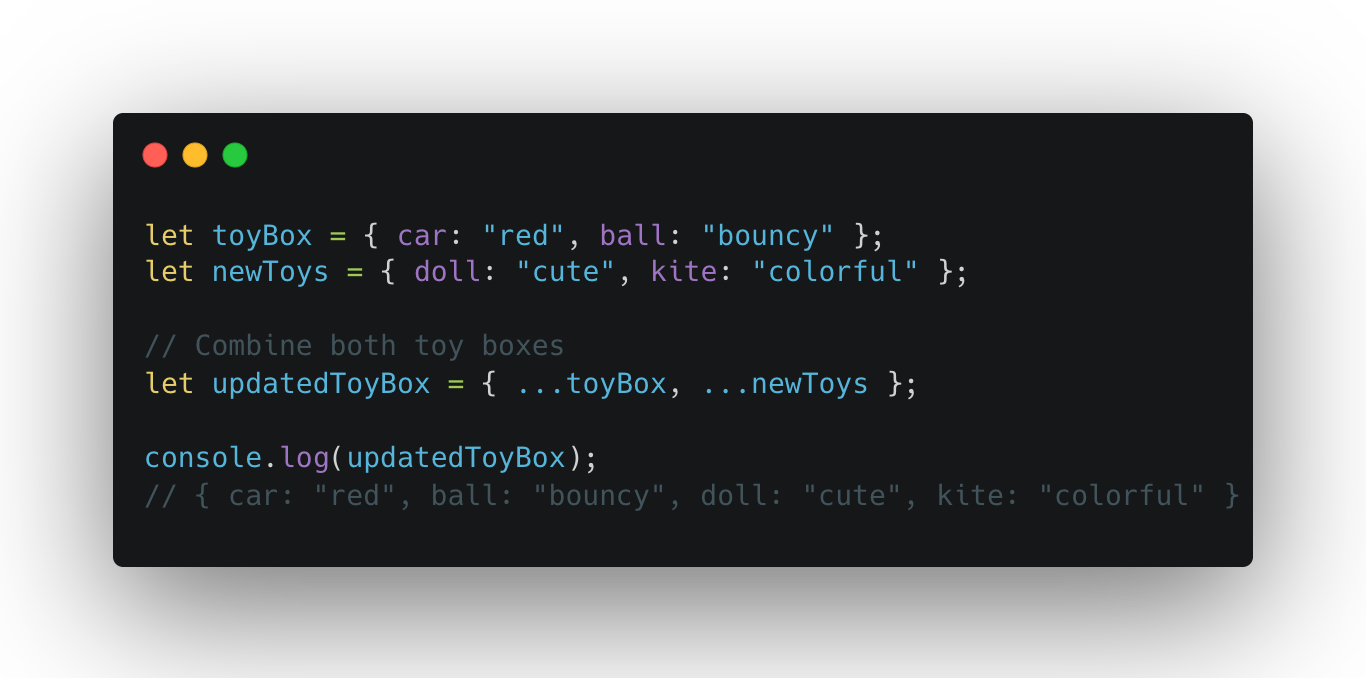 let toyBox = { car: "red", ball: "bouncy" };
let newToys = { doll: "cute", kite: "colorful" };
// Combine both toy boxes
let updatedToyBox = { ...toyBox, ...newToys };
console.log(updatedToyBox);
// { car: "red", ball: "bouncy", doll: "cute", kite: "colorful" }